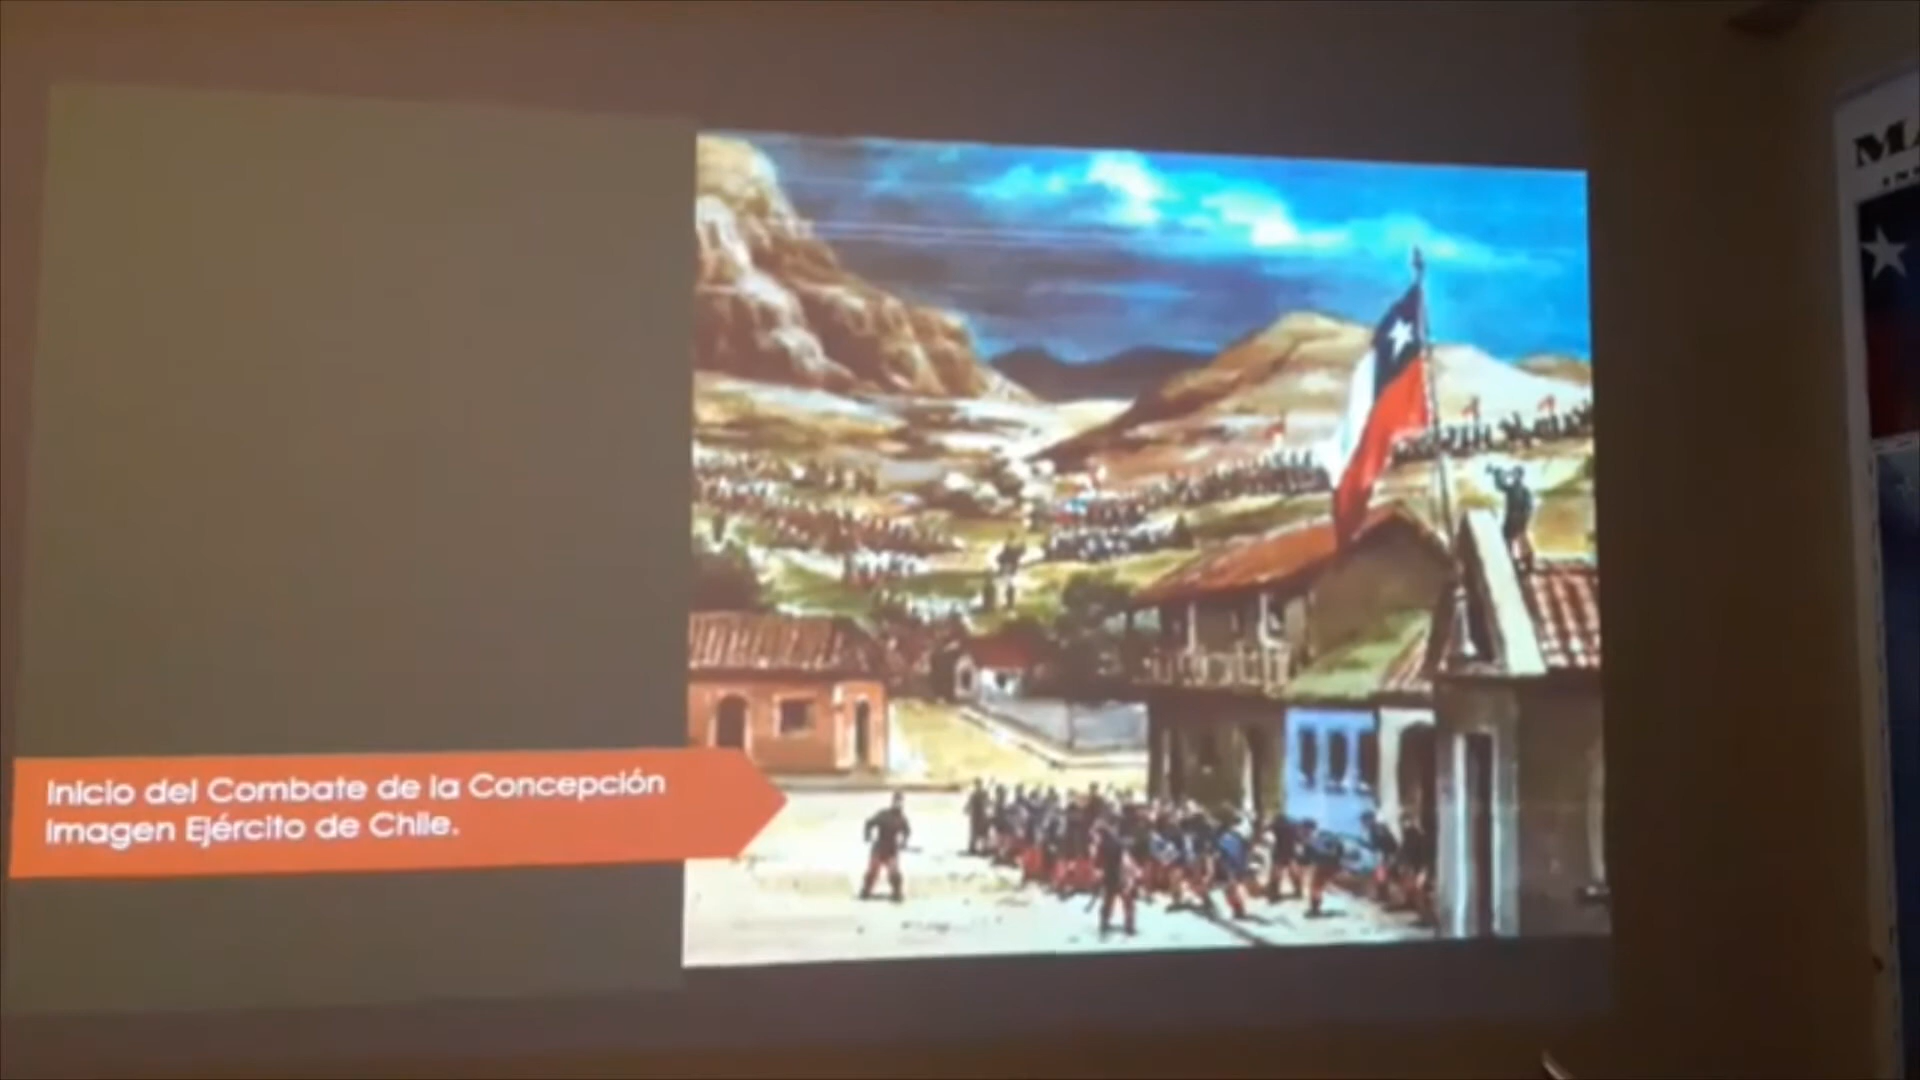 Inicio del Combate de la Concepción
Imagen Ejército de Chile.